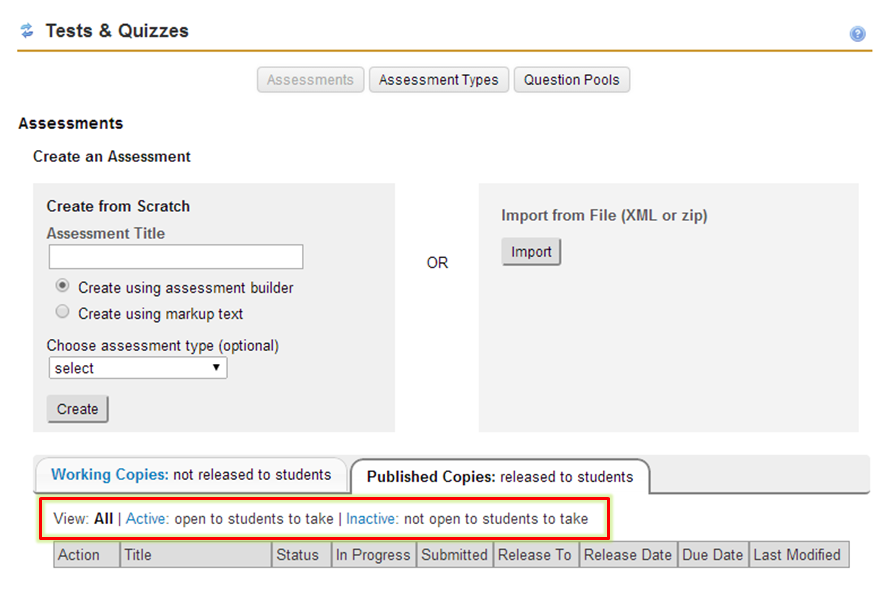 Tests & Quizzes
Assessments Assessment Types Question Pools
Assessments
Create an Assessment
Create from Scratch
Assessment Title
Create using assessment builder
Create using markup text
Choose assessment type (optional)
select
Create
OR
Import from File (XML or zip)
Import
Working Copies: not released to students
Published Copies: released to students
View: All | Active: open to students to take | Inactive: not open to students to take
Action Title Status In Progress Submitted Release To Release Date Due Date Last Modified